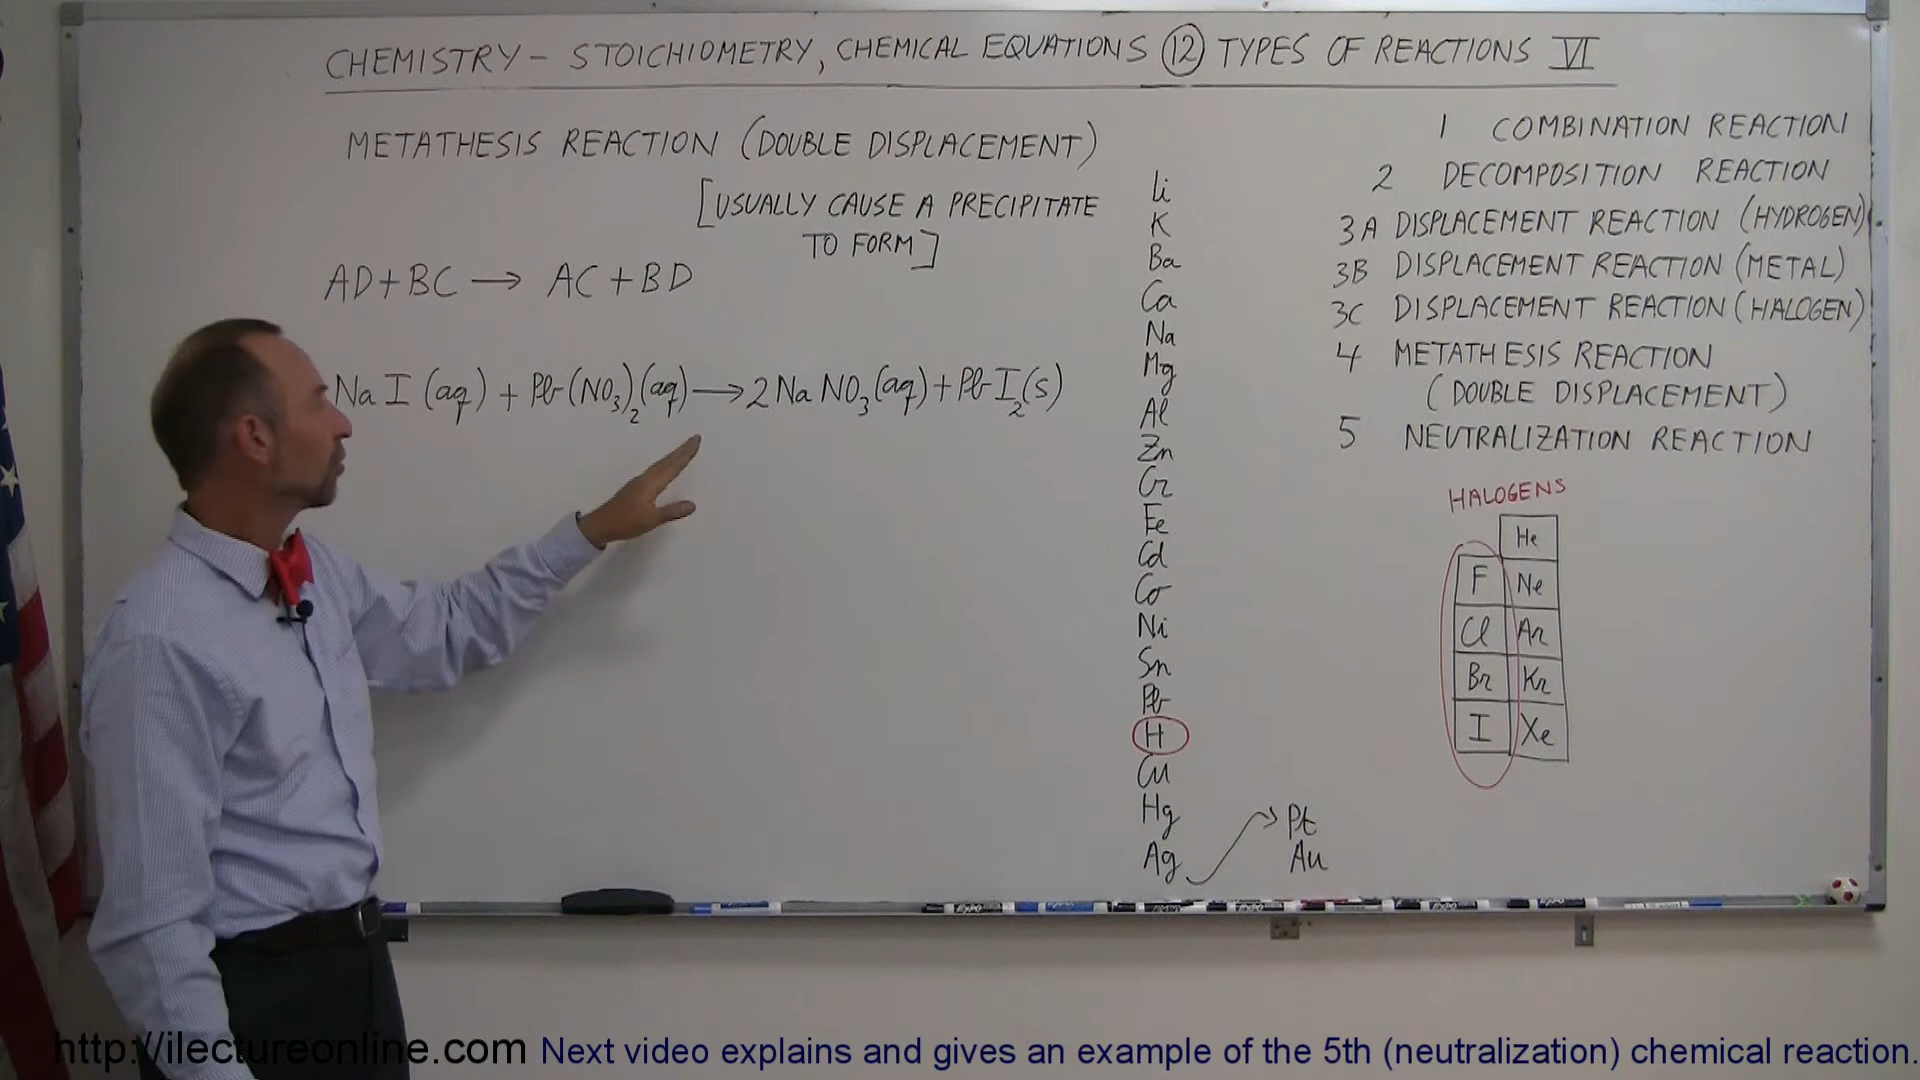 CHEMISTRY – STOICHIOMETRY, CHEMICAL EQUATIONS ⑫ TYPES OF REACTIONS VI
METATHESIS REACTION (DOUBLE DISPLACEMENT)
[USUALLY CAUSE A PRECIPITATE
TO FORM]
AD+BC → AC+BD
NaI(aq) + Pb(NO₃)₂(aq) → 2NaNO₃(aq) + PbI₂(s)
Li
K
Ba
Ca
Na
Mg
Al
Zn
Cr
Fe
Cd
Co
Ni
Sn
Pb
H
Cu
Hg
Ag → Pt
Au
1 COMBINATION REACTION
2 DECOMPOSITION REACTION
3A DISPLACEMENT REACTION (HYDROGEN)
3B DISPLACEMENT REACTION (METAL)
3C DISPLACEMENT REACTION (HALOGEN)
4 METATHESIS REACTION
(DOUBLE DISPLACEMENT)
5 NEUTRALIZATION REACTION
HALOGENS
He
F Ne
Cl Ar
Br Kr
I Xe
http://ilectureonline.com Next video explains and gives an example of the 5th (neutralization) chemical reaction.